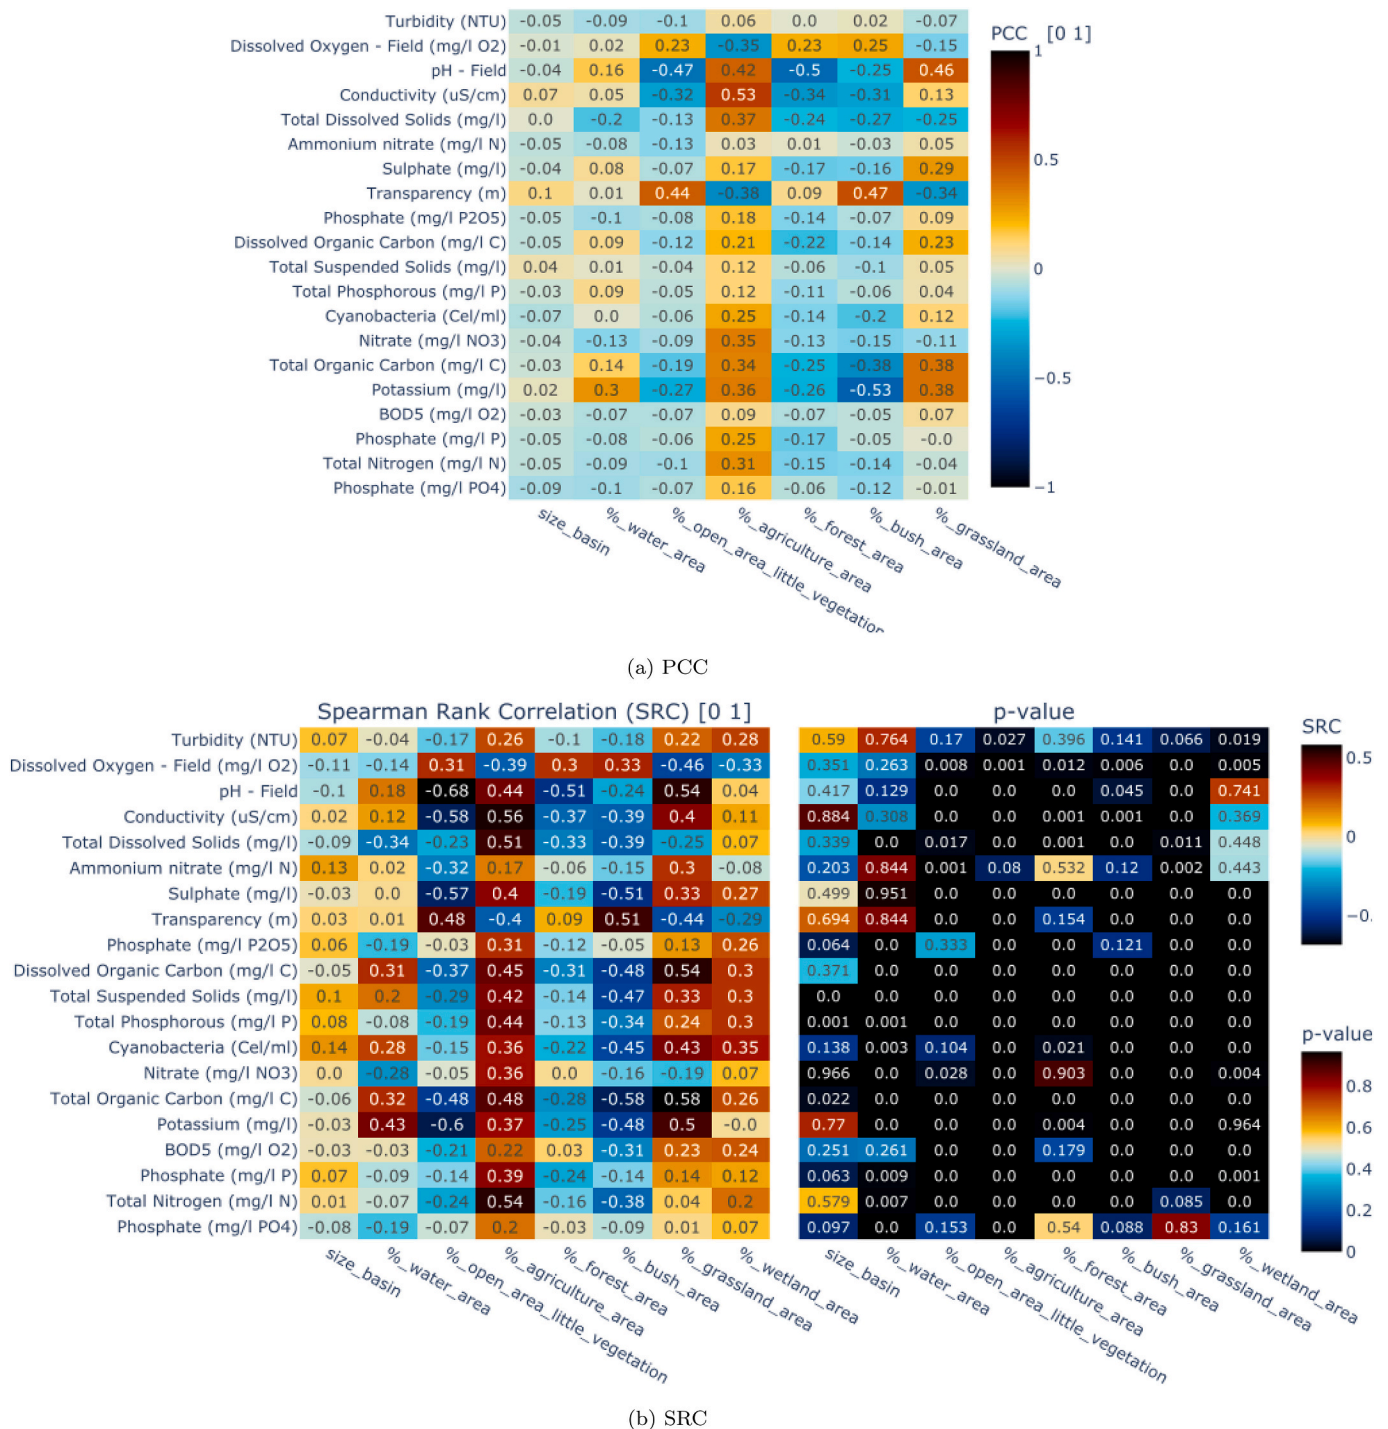 Turbidity (NTU) -0.05 -0.09 -0.1 0.06 0.0 0.02 -0.07
Dissolved Oxygen - Field (mg/l O2) -0.01 0.02 0.23 -0.35 0.23 0.25 -0.15
pH - Field -0.04 0.16 -0.47 0.42 -0.5 -0.25 0.46
Conductivity (uS/cm) 0.07 0.05 -0.32 0.53 -0.34 -0.31 0.13
Total Dissolved Solids (mg/l) 0.0 -0.2 -0.13 0.37 -0.24 -0.27 -0.25
Ammonium nitrate (mg/l N) -0.05 -0.08 -0.13 0.03 0.01 -0.03 0.05
Sulphate (mg/l) -0.04 0.08 -0.07 0.17 -0.17 -0.16 0.29
Transparency (m) 0.1 0.01 0.44 -0.38 0.09 0.47 -0.34
Phosphate (mg/l P2O5) -0.05 -0.1 -0.08 0.18 -0.14 -0.07 0.09
Dissolved Organic Carbon (mg/l C) -0.05 0.09 -0.12 0.21 -0.22 -0.14 0.23
Total Suspended Solids (mg/l) 0.04 0.01 -0.04 0.12 -0.06 -0.1 0.05
Total Phosphorous (mg/l P) -0.03 0.09 -0.05 0.12 -0.11 -0.06 0.04
Cyanobacteria (Cel/ml) -0.07 0.0 -0.06 0.25 -0.14 -0.2 0.12
Nitrate (mg/l NO3) -0.04 -0.13 -0.09 0.35 -0.13 -0.15 -0.11
Total Organic Carbon (mg/l C) -0.03 0.14 -0.19 0.34 -0.25 -0.38 0.38
Potassium (mg/l) 0.02 0.3 -0.27 0.36 -0.26 -0.53 0.38
BOD5 (mg/l O2) -0.03 -0.07 -0.07 0.09 -0.07 -0.05 0.07
Phosphate (mg/l P) -0.05 -0.08 -0.06 0.25 -0.17 -0.05 -0.0
Total Nitrogen (mg/l N) -0.05 -0.09 -0.1 0.31 -0.15 -0.14 -0.04
Phosphate (mg/l PO4) -0.09 -0.1 -0.07 0.16 -0.06 -0.12 -0.01
size_basin %_water_area %_open_area_little_vegetation %_agriculture_area %_forest_area %_bush_area %_grassland_area
PCC [0 1]
1
0.5
0
−0.5
−1
(a) PCC
Spearman Rank Correlation (SRC) [0 1] p-value
Turbidity (NTU) 0.07 -0.04 -0.17 0.26 -0.1 -0.18 0.22 0.28 0.59 0.764 0.17 0.027 0.396 0.141 0.066 0.019
Dissolved Oxygen - Field (mg/l O2) -0.11 -0.14 0.31 -0.39 0.3 0.33 -0.46 -0.33 0.351 0.263 0.008 0.001 0.012 0.006 0.0 0.005
pH - Field -0.1 0.18 -0.68 0.44 -0.51 -0.24 0.54 0.04 0.417 0.129 0.0 0.0 0.0 0.045 0.0 0.741
Conductivity (uS/cm) 0.02 0.12 -0.58 0.56 -0.37 -0.39 0.4 0.11 0.884 0.308 0.0 0.0 0.001 0.001 0.0 0.369
Total Dissolved Solids (mg/l) -0.09 -0.34 -0.23 0.51 -0.33 -0.39 -0.25 0.07 0.339 0.0 0.017 0.0 0.0 0.0 0.011 0.448
Ammonium nitrate (mg/l N) 0.13 0.02 -0.32 0.17 -0.06 -0.15 0.3 -0.08 0.203 0.844 0.001 0.08 0.532 0.12 0.002 0.443
Sulphate (mg/l) -0.03 0.0 -0.57 0.4 -0.19 -0.51 0.33 0.27 0.499 0.951 0.0 0.0 0.0 0.0 0.0 0.0
Transparency (m) 0.03 0.01 0.48 -0.4 0.09 0.51 -0.44 -0.29 0.694 0.844 0.0 0.0 0.154 0.0 0.0 0.0
Phosphate (mg/l P2O5) 0.06 -0.19 -0.03 0.31 -0.12 -0.05 0.13 0.26 0.064 0.0 0.333 0.0 0.0 0.121 0.0 0.0
Dissolved Organic Carbon (mg/l C) -0.05 0.31 -0.37 0.45 -0.31 -0.48 0.54 0.3 0.371 0.0 0.0 0.0 0.0 0.0 0.0 0.0
Total Suspended Solids (mg/l) 0.1 0.2 -0.29 0.42 -0.14 -0.47 0.33 0.3 0.0 0.0 0.0 0.0 0.0 0.0 0.0 0.0
Total Phosphorous (mg/l P) 0.08 -0.08 -0.19 0.44 -0.13 -0.34 0.24 0.3 0.001 0.001 0.0 0.0 0.0 0.0 0.0 0.0
Cyanobacteria (Cel/ml) 0.14 0.28 -0.15 0.36 -0.22 -0.45 0.43 0.35 0.138 0.003 0.104 0.0 0.021 0.0 0.0 0.0
Nitrate (mg/l NO3) 0.0 -0.28 -0.05 0.36 0.0 -0.16 -0.19 0.07 0.966 0.0 0.028 0.0 0.903 0.0 0.0 0.004
Total Organic Carbon (mg/l C) -0.06 0.32 -0.48 0.48 -0.28 -0.58 0.58 0.26 0.022 0.0 0.0 0.0 0.0 0.0 0.0 0.0
Potassium (mg/l) -0.03 0.43 -0.6 0.37 -0.25 -0.48 0.5 -0.0 0.77 0.0 0.0 0.0 0.004 0.0 0.0 0.964
BOD5 (mg/l O2) -0.03 -0.03 -0.21 0.22 0.03 -0.31 0.23 0.24 0.251 0.261 0.0 0.0 0.179 0.0 0.0 0.0
Phosphate (mg/l P) 0.07 -0.09 -0.14 0.39 -0.24 -0.14 0.14 0.12 0.063 0.009 0.0 0.0 0.0 0.0 0.0 0.001
Total Nitrogen (mg/l N) 0.01 -0.07 -0.24 0.54 -0.16 -0.38 0.04 0.2 0.579 0.007 0.0 0.0 0.0 0.0 0.085 0.0
Phosphate (mg/l PO4) -0.08 -0.19 -0.07 0.2 -0.03 -0.09 0.01 0.07 0.097 0.0 0.153 0.0 0.54 0.088 0.83 0.161
size_basin %_water_area %_open_area_little_vegetation %_agriculture_area %_forest_area %_bush_area %_grassland_area %_wetland_area
size_basin %_water_area %_open_area_little_vegetation %_agriculture_area %_forest_area %_bush_area %_grassland_area %_wetland_area
SRC
0.5
0
−0.
p-value
0.8
0.6
0.4
0.2
0
(b) SRC